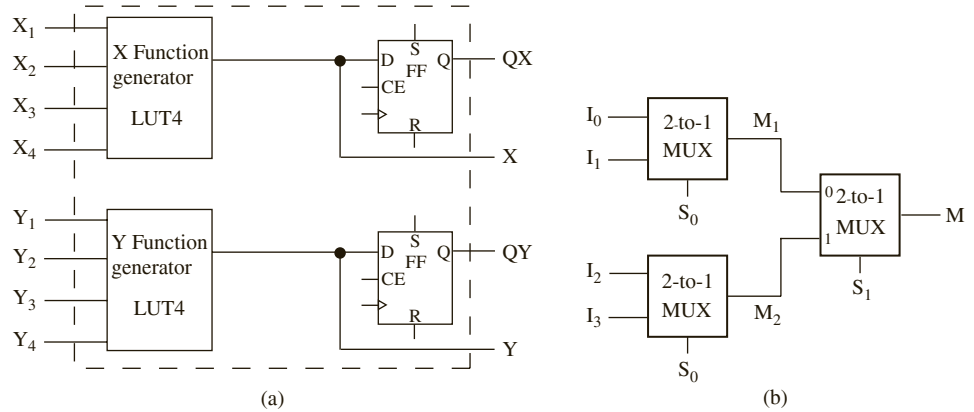 X1
X2
X3
X4
X Function
generator
LUT4
D
S
Q
FF
CE
R
QX
X
Y1
Y2
Y3
Y4
Y Function
generator
LUT4
D
S
Q
FF
CE
R
QY
Y
(a)
I0
I1
2-to-1
MUX
S0
M1
I2
I3
2-to-1
MUX
S0
M2
0
1
2-to-1
MUX
S1
M
(b)